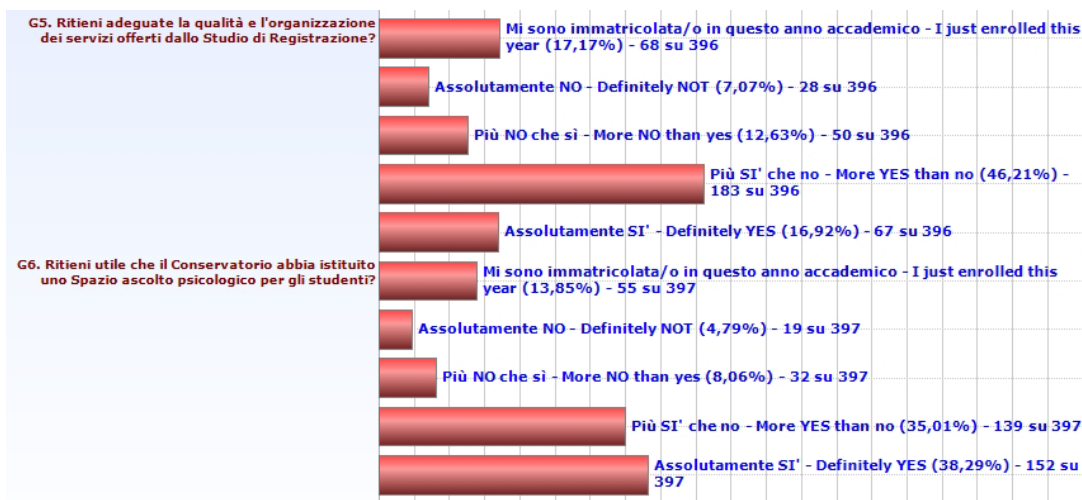 G5. Ritieni adeguate la qualità e l'organizzazione
dei servizi offerti dallo Studio di Registrazione?
Mi sono immatricolata/o in questo anno accademico - I just enrolled this
year (17,17%) - 68 su 396
Assolutamente NO - Definitely NOT (7,07%) - 28 su 396
Più NO che sì - More NO than yes (12,63%) - 50 su 396
Più SI' che no - More YES than no (46,21%) -
183 su 396
Assolutamente SI' - Definitely YES (16,92%) - 67 su 396
G6. Ritieni utile che il Conservatorio abbia istituito
uno Spazio ascolto psicologico per gli studenti?
Mi sono immatricolata/o in questo anno accademico - I just enrolled this
year (13,85%) - 55 su 397
Assolutamente NO - Definitely NOT (4,79%) - 19 su 397
Più NO che sì - More NO than yes (8,06%) - 32 su 397
Più SI' che no - More YES than no (35,01%) - 139 su 397
Assolutamente SI' - Definitely YES (38,29%) - 152 su
397